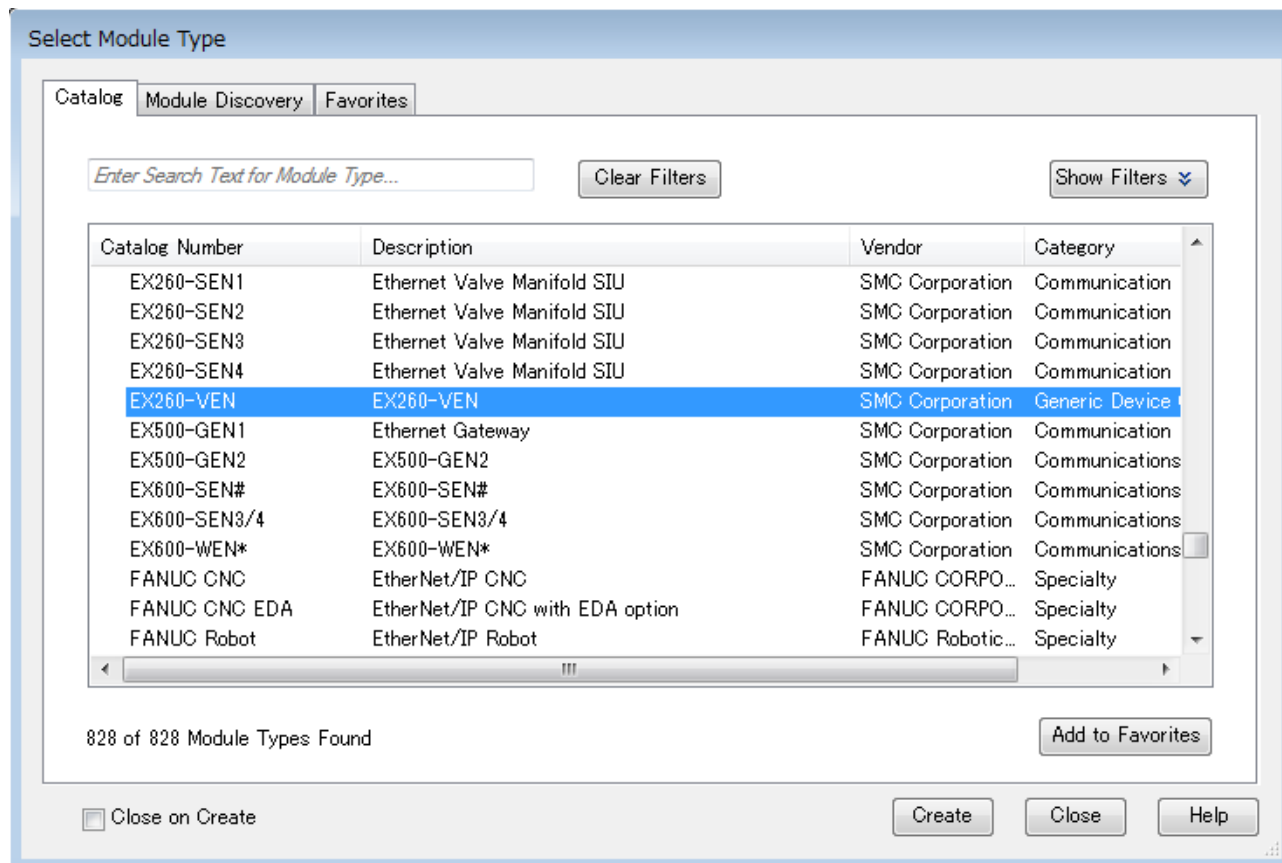 Select Module Type
Catalog Module Discovery Favorites
Enter Search Text for Module Type... Clear Filters Show Filters
Catalog Number Description Vendor Category
EX260-SEN1 Ethernet Valve Manifold SIU SMC Corporation Communication
EX260-SEN2 Ethernet Valve Manifold SIU SMC Corporation Communication
EX260-SEN3 Ethernet Valve Manifold SIU SMC Corporation Communication
EX260-SEN4 Ethernet Valve Manifold SIU SMC Corporation Communication
EX260-VEN EX260-VEN SMC Corporation Generic Device
EX500-GEN1 Ethernet Gateway SMC Corporation Communication
EX500-GEN2 EX500-GEN2 SMC Corporation Communications
EX600-SEN# EX600-SEN# SMC Corporation Communications
EX600-SEN3/4 EX600-SEN3/4 SMC Corporation Communications
EX600-WEN* EX600-WEN* SMC Corporation Communications
FANUC CNC EtherNet/IP CNC FANUC CORPO... Specialty
FANUC CNC EDA EtherNet/IP CNC with EDA option FANUC CORPO... Specialty
FANUC Robot EtherNet/IP Robot FANUC Robotic... Specialty
828 of 828 Module Types Found Add to Favorites
Close on Create Create Close Help